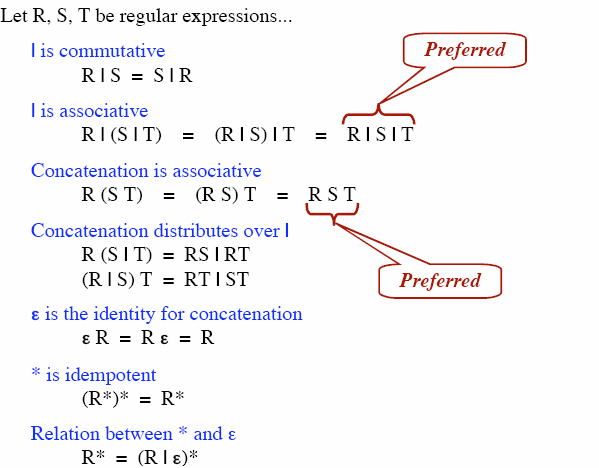 Let R, S, T be regular expressions...
| is commutative
R | S = S | R
Preferred
| is associative
R | (S | T) = (R | S) | T = R | S | T
Concatenation is associative
R (S T) = (R S) T = R S T
Concatenation distributes over |
R (S | T) = RS | RT
(R | S) T = RT | ST
Preferred
ε is the identity for concatenation
ε R = R ε = R
* is idempotent
(R*)* = R*
Relation between * and ε
R* = (R | ε)*